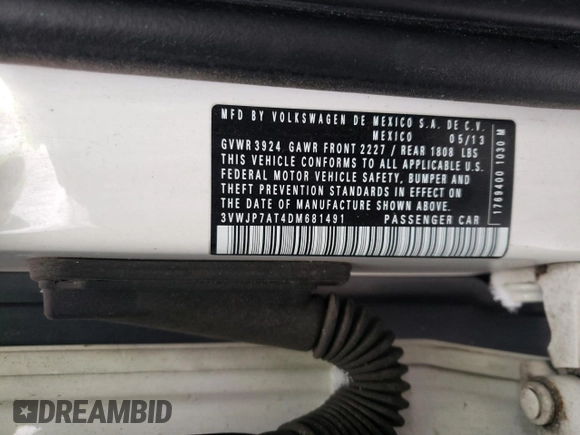 MFD BY VOLKSWAGEN DE MEXICO S.A. DE C.V.
MEXICO 05/13
GVWR 3924 GAWR FRONT 2227 / REAR 1808 LBS
THIS VEHICLE CONFORMS TO ALL APPLICABLE U.S.
FEDERAL MOTOR VEHICLE SAFETY, BUMPER AND
THEFT PREVENTION STANDARDS IN EFFECT ON
THE DATE OF MANUFACTURE SHOWN ABOVE.
3VWJP7AT4DM681491 PASSENGER CAR
1769400 1030 M
DREAMBID